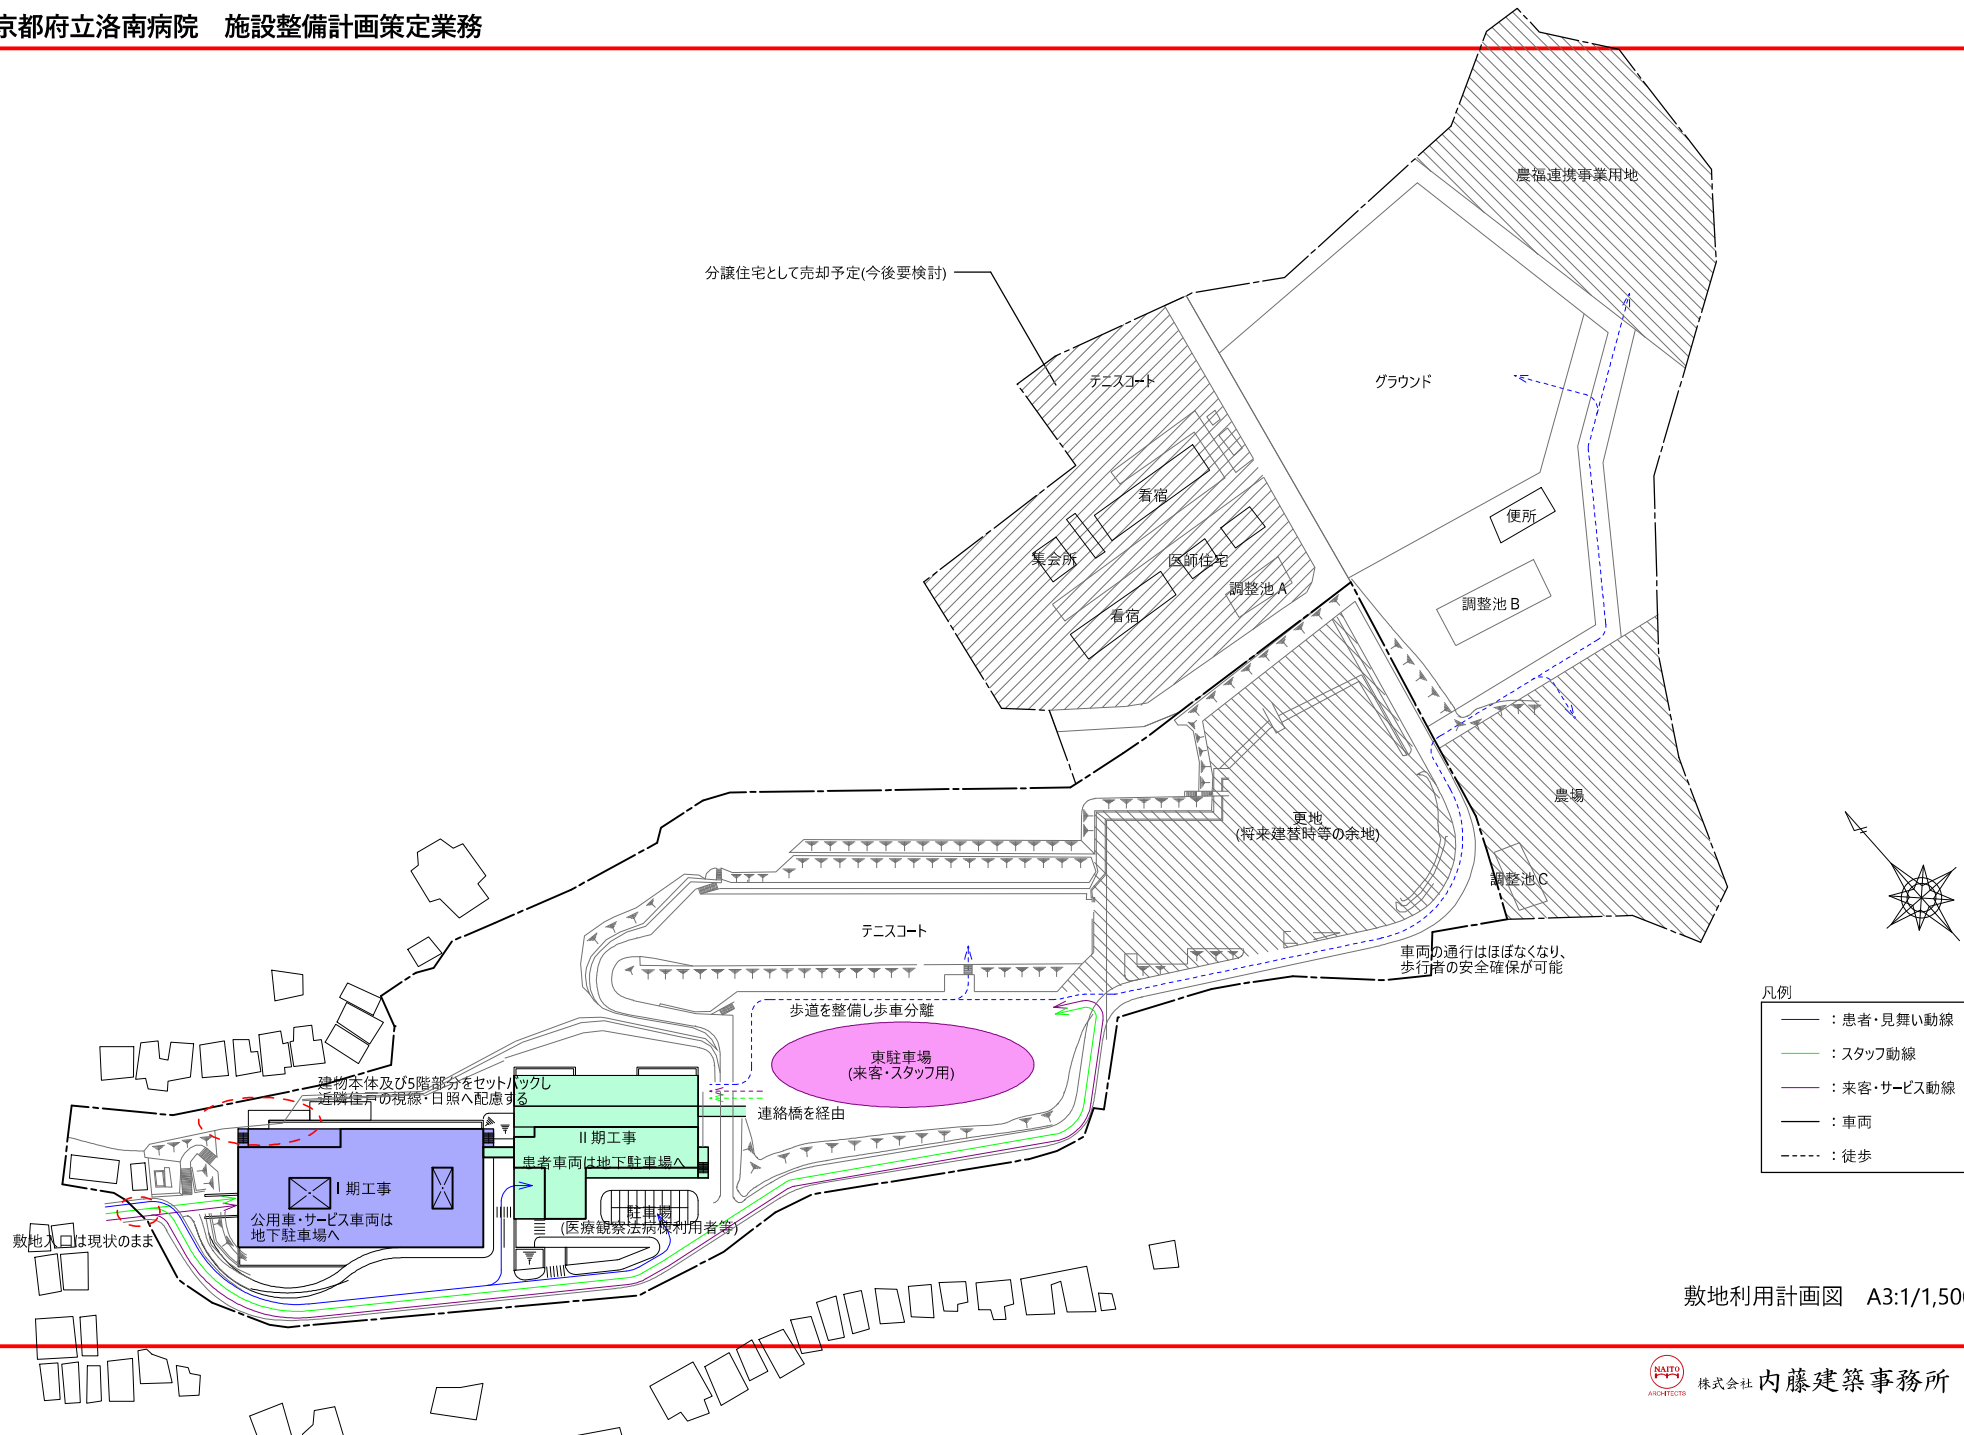 京都府立洛南病院　施設整備計画策定業務
農福連携事業用地
分譲住宅として売却予定(今後要検討)
テニスコート
グラウンド
看宿
便所
集会所
医師住宅
調整池A
調整池B
看宿
農場
更地
(将来建替時等の余地)
調整池C
テニスコート
車両の通行はほぼなくなり、
歩行者の安全確保が可能
歩道を整備し歩車分離
東駐車場
(来客・スタッフ用)
建物本体及び5階部分をセットバックし
近隣住戸の視線・日照へ配慮する
連絡橋を経由
Ⅱ期工事
患者車両は地下駐車場へ
Ⅰ期工事
公用車・サービス車両は
地下駐車場へ
駐車場
(医療観察法病棟利用者等)
敷地入口は現状のまま
凡例
：患者・見舞い動線
：スタッフ動線
：来客・サービス動線
：車両
：徒歩
敷地利用計画図　A3:1/1,500
NAITO
ARCHITECTS
株式会社 内藤建築事務所